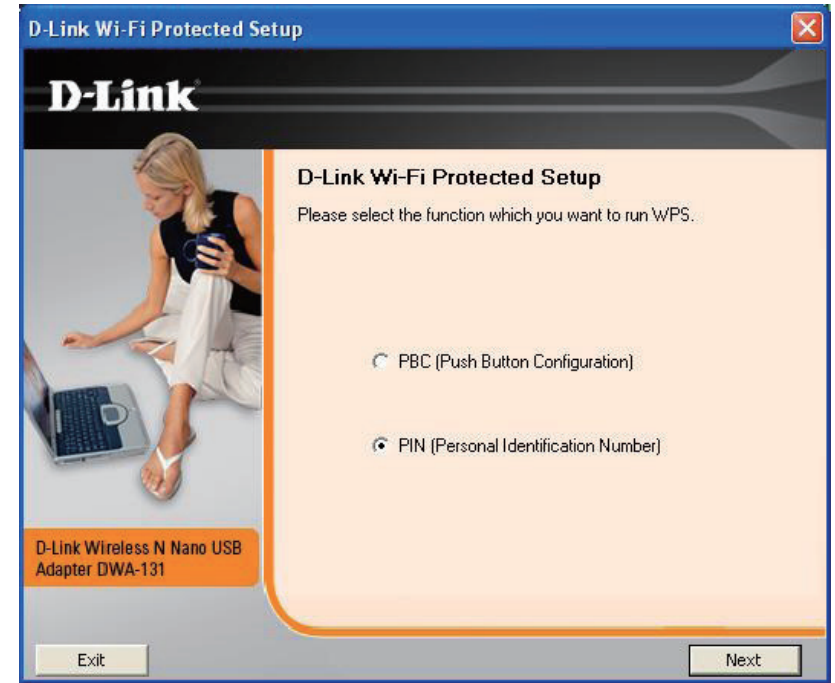 D-Link Wi-Fi Protected Setup
D-Link
D-Link Wi-Fi Protected Setup
Please select the function which you want to run WPS.
PBC (Push Button Configuration)
PIN (Personal Identification Number)
D-Link Wireless N Nano USB
Adapter DWA-131
Exit
Next